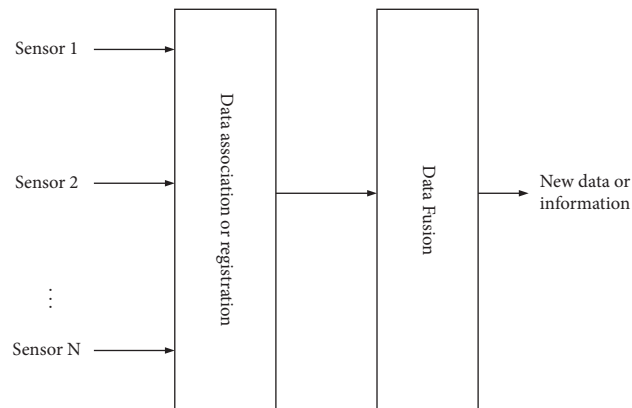 Sensor 1
Sensor 2
⋮
Sensor N
Data association or registration
Data Fusion
New data or
information